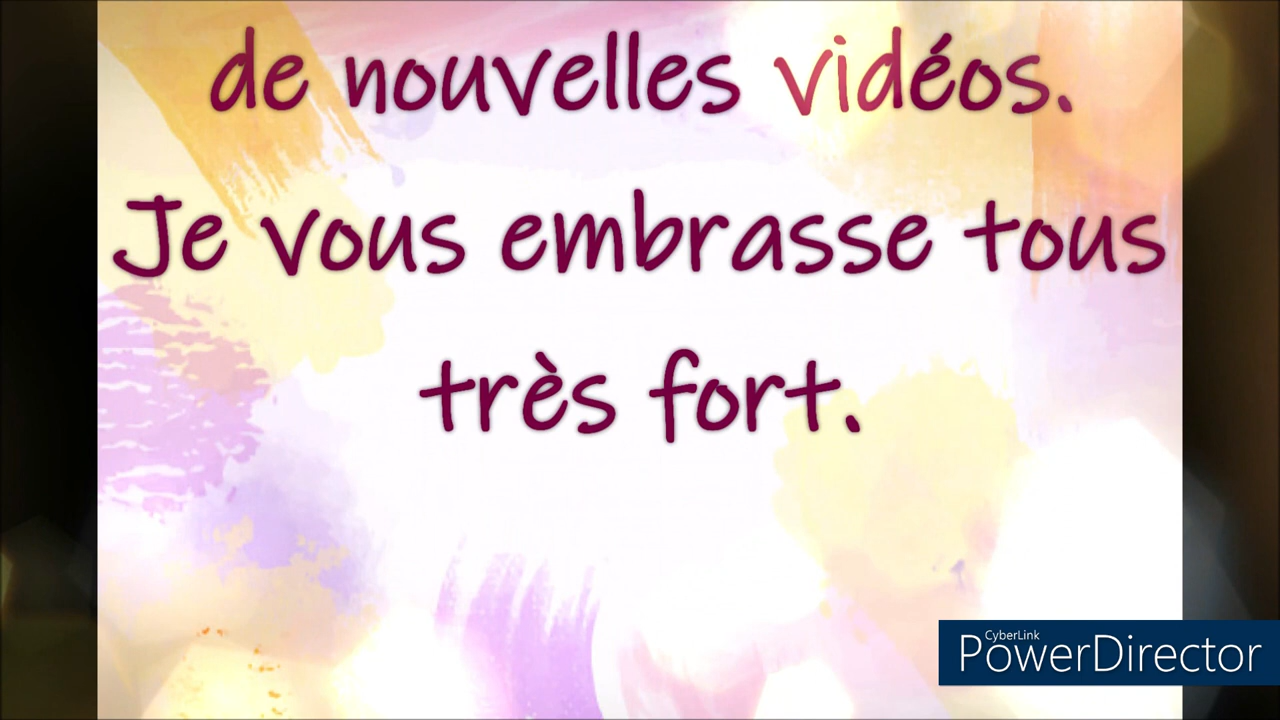 de nouvelles vidéos.
Je vous embrasse tous
très fort.
CyberLink
PowerDirector